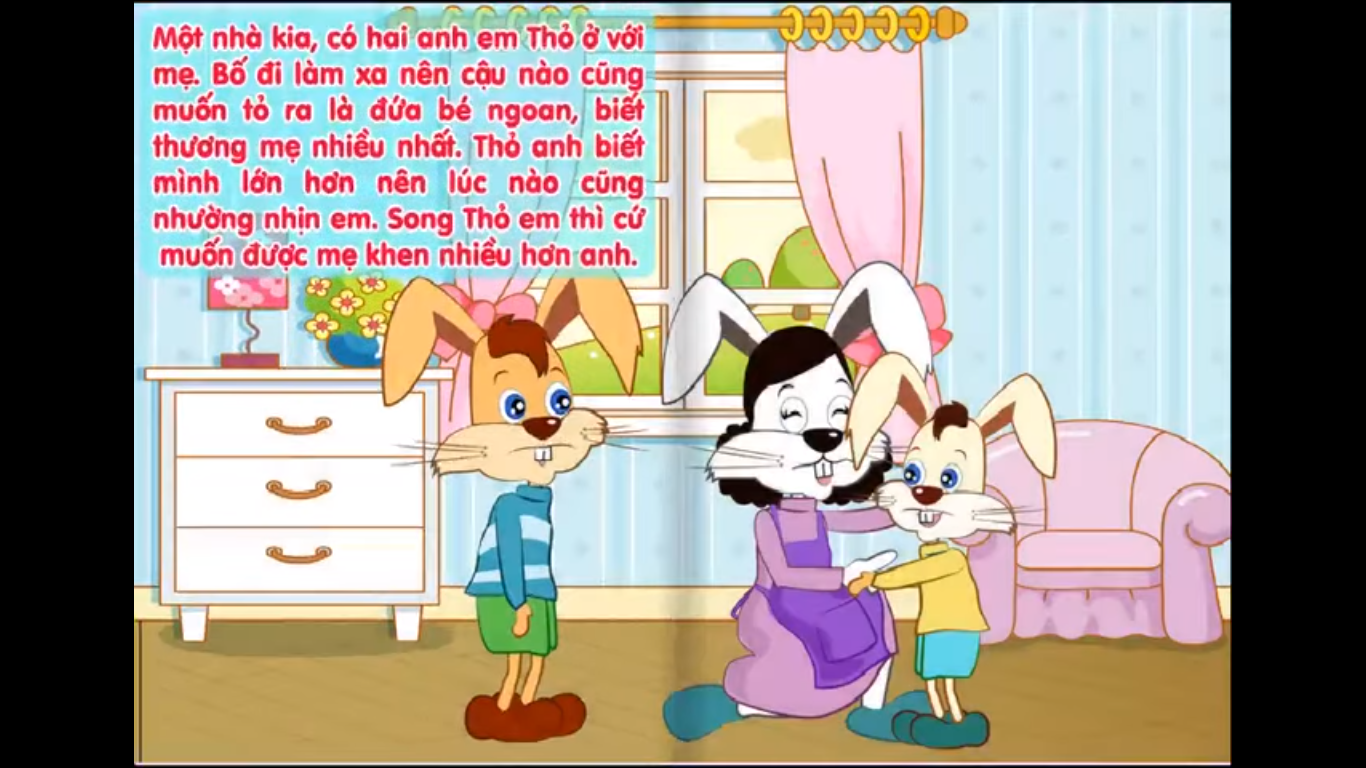 Một nhà kia, có hai anh em Thỏ ở với
mẹ. Bố đi làm xa nên cậu nào cũng
muốn tỏ ra là đứa bé ngoan, biết
thương mẹ nhiều nhất. Thỏ anh biết
mình lớn hơn nên lúc nào cũng
nhường nhịn em. Song Thỏ em thì cứ
muốn được mẹ khen nhiều hơn anh.